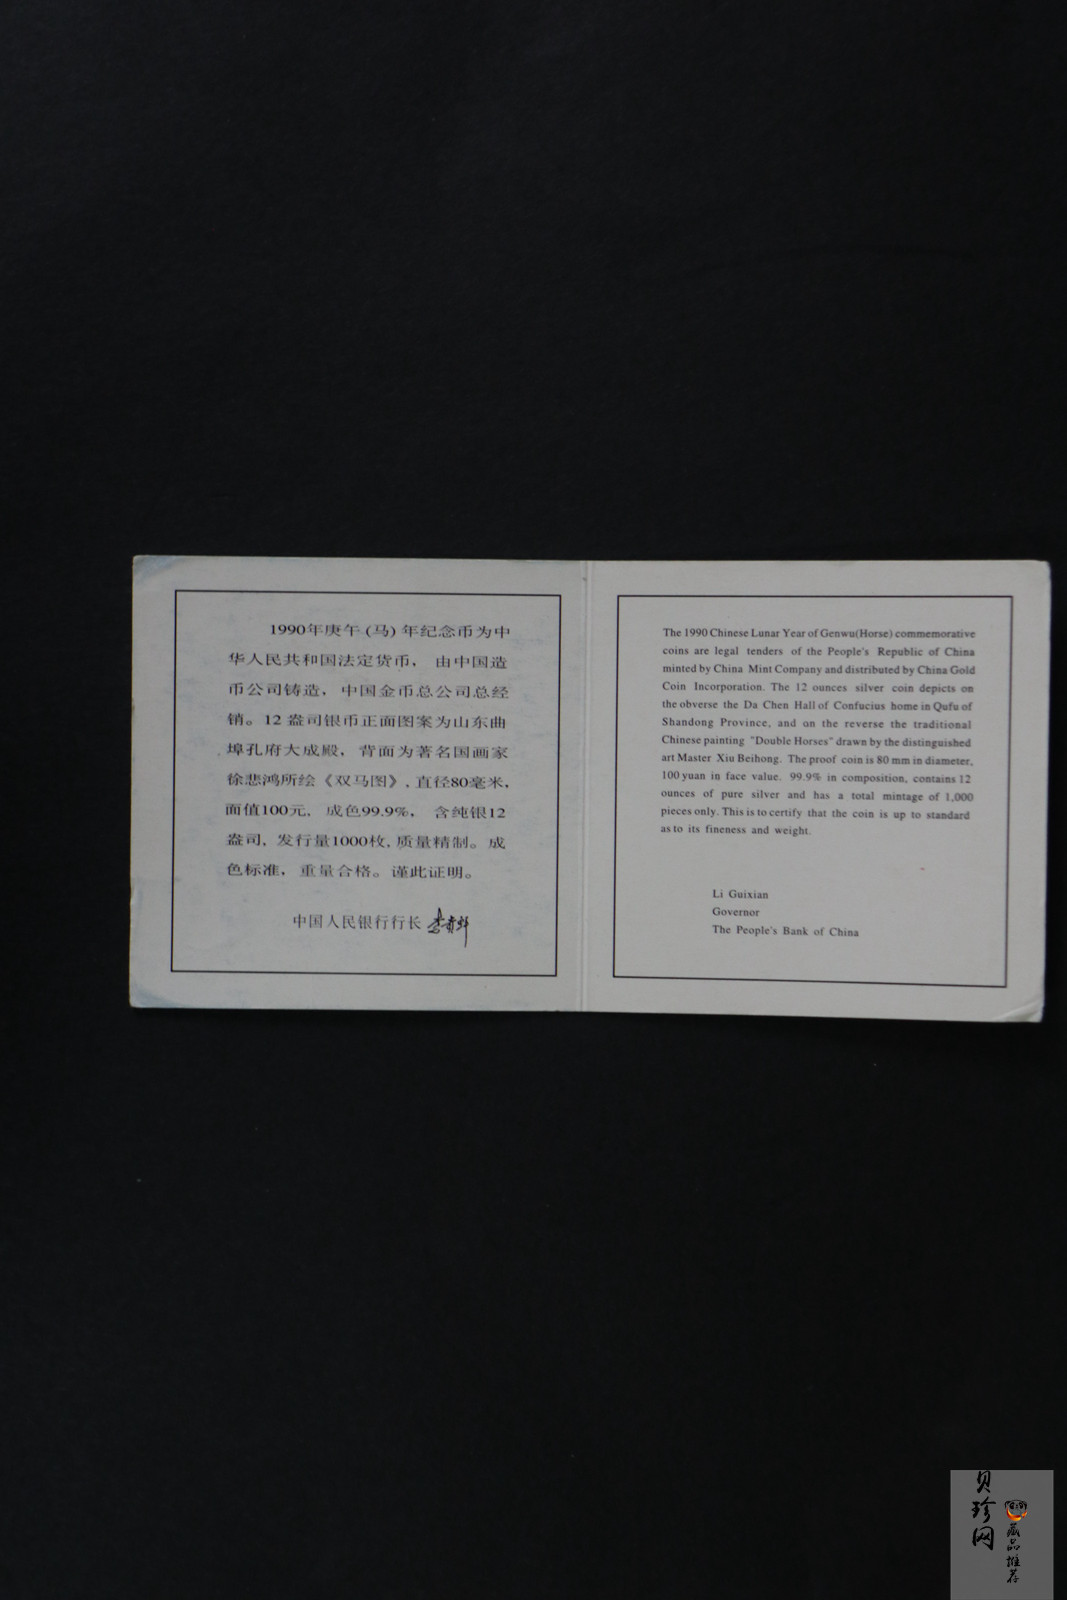 1990年庚午(马)年纪念币为中
华人民共和国法定货币，由中国造
币公司铸造，中国金币总公司总经
销。12盎司银币正面图案为山东曲
埠孔府大成殿，背面为著名国画家
徐悲鸿所绘《双马图》，直径80毫米，
面值100元，成色99.9%，含纯银12
盎司，发行量1000枚，质量精制。成
色标准，重量合格。谨此证明。
中国人民银行行长 李贵鲜
The 1990 Chinese Lunar Year of Genwu(Horse) commemorative
coins are legal tenders of the People's Republic of China
minted by China Mint Company and distributed by China Gold
Coin Incorporation. The 12 ounces silver coin depicts on
the obverse the Da Chen Hall of Confucius home in Qufu of
Shandong Province, and on the reverse the traditional
Chinese painting "Double Horses" drawn by the distinguished
art Master Xiu Beihong. The proof coin is 80 mm in diameter,
100 yuan in face value. 99.9% in composition, contains 12
ounces of pure silver and has a total mintage of 1,000
pieces only. This is to certify that the coin is up to standard
as to its fineness and weight.
Li Guixian
Governor
The People's Bank of China
贝珍网
藏品推荐